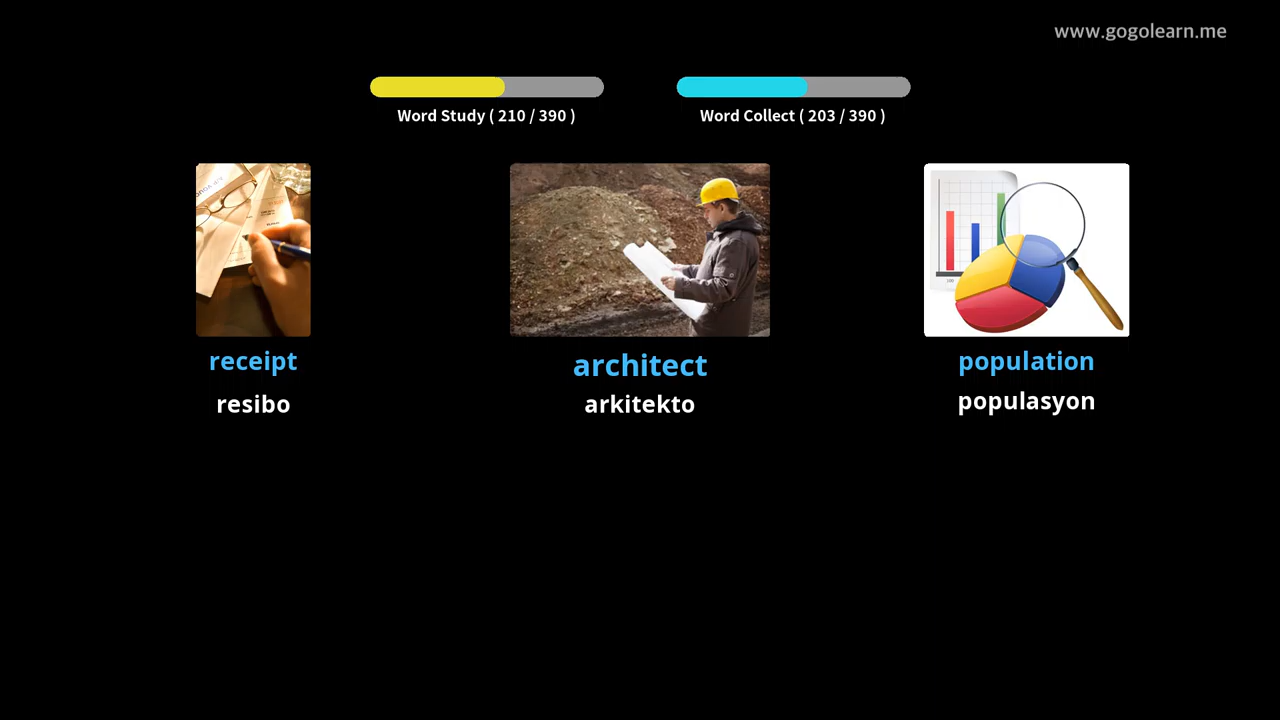 www.gogolearn.me
Word Study ( 210 / 390 )
Word Collect ( 203 / 390 )
receipt
architect
population
resibo
arkitekto
populasyon